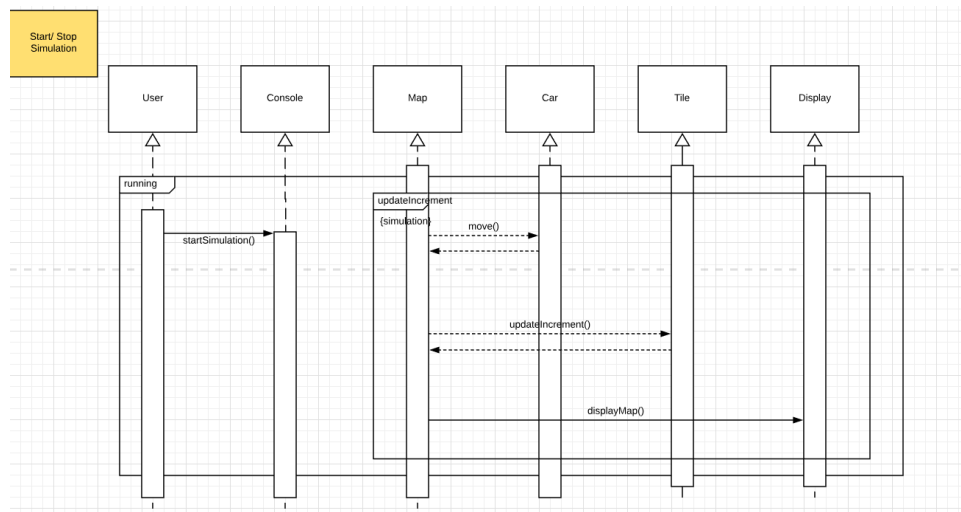 Start/ Stop
Simulation
User
Console
Map
Car
Tile
Display
running
updateIncrement
{simulation}
move()
startSimulation()
updateIncrement()
displayMap()